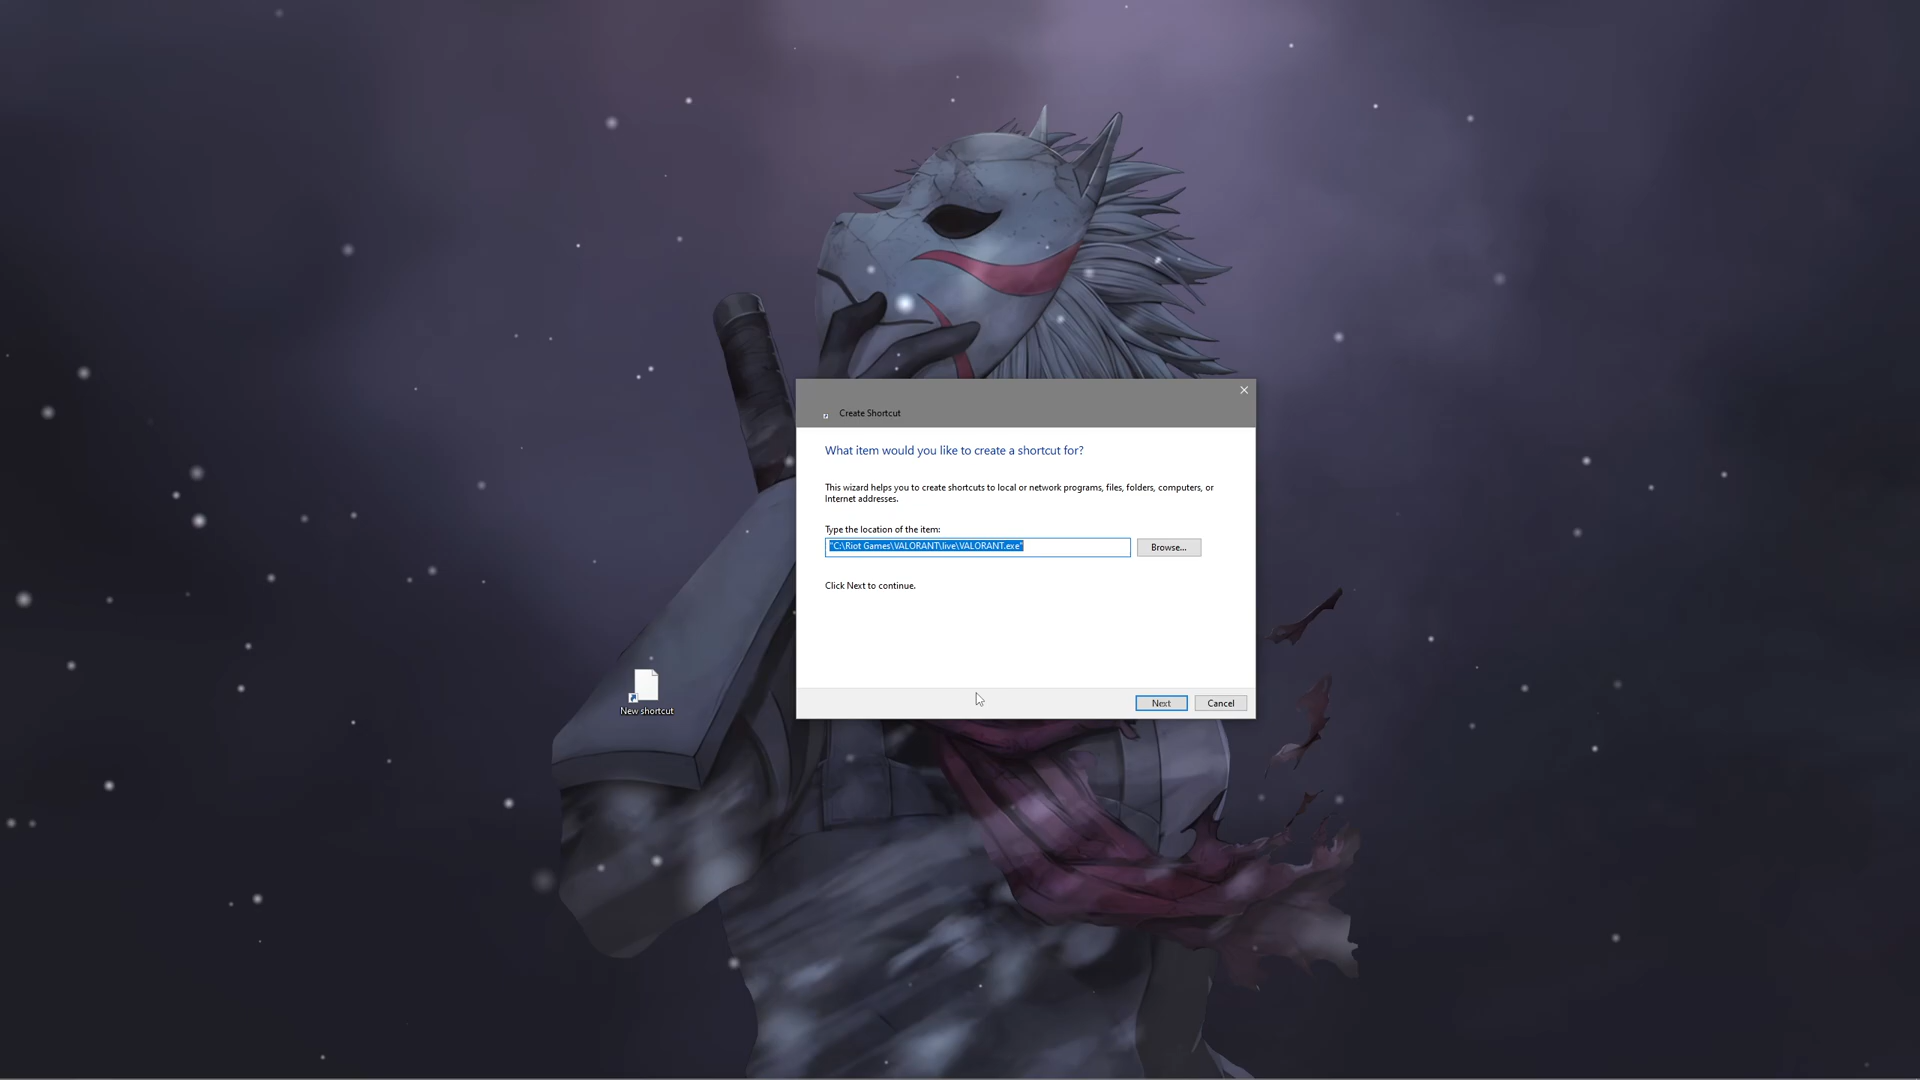 Create Shortcut
What item would you like to create a shortcut for?
This wizard helps you to create shortcuts to local or network programs, files, folders, computers, or
Internet addresses.
Type the location of the item:
"C:\Riot Games\VALORANT\live\VALORANT.exe"
Browse...
Click Next to continue.
Next
Cancel
New shortcut